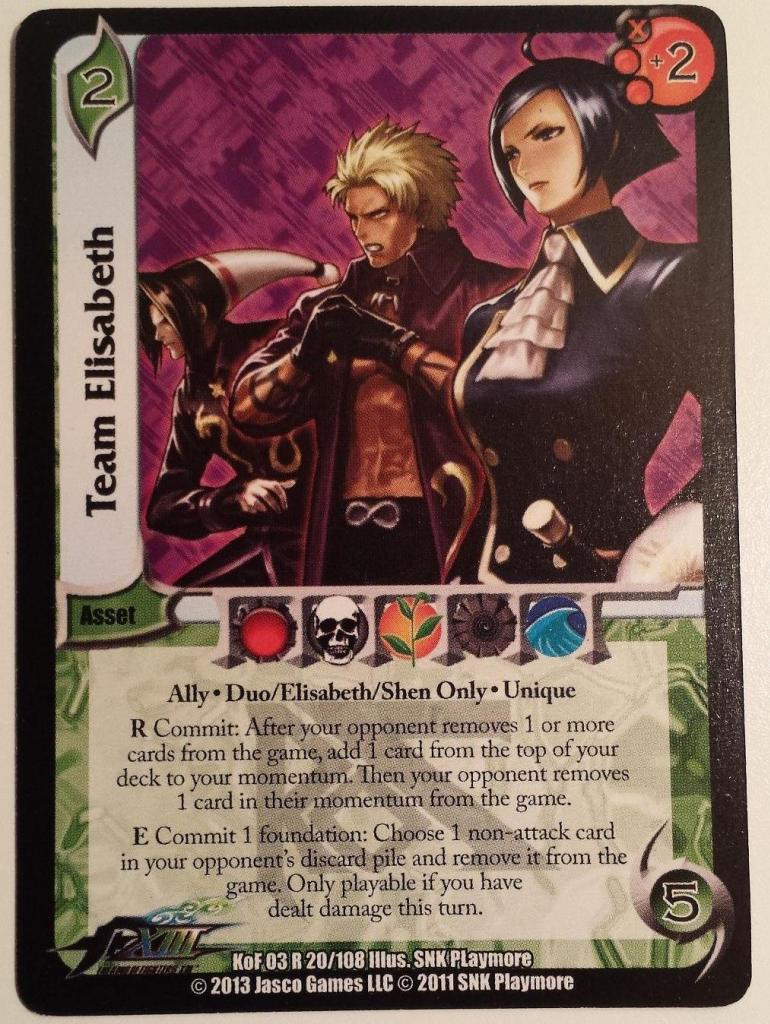 2
X
+2
Team Elisabeth
Asset
Ally • Duo/Elisabeth/Shen Only • Unique
R Commit: After your opponent removes 1 or more
cards from the game, add 1 card from the top of your
deck to your momentum. Then your opponent removes
1 card in their momentum from the game.
E Commit 1 foundation: Choose 1 non-attack card
in your opponent's discard pile and remove it from the
game. Only playable if you have
dealt damage this turn.
5
XIII
KoF 03 R 20/108 Illus. SNK PLaymore
© 2013 Jasco Games LLC © 2011 SNK Playmore